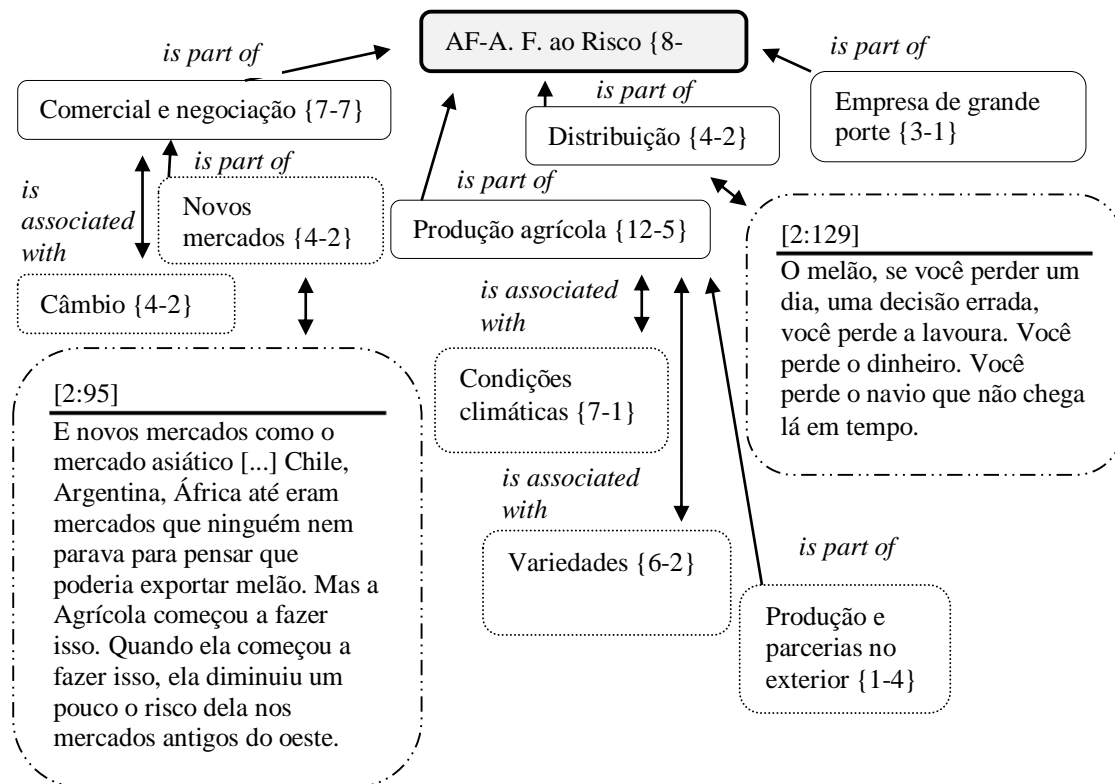 AF-A. F. ao Risco {8-
is part of
is part of
Comercial e negociação {7-7}
is part of
Empresa de grande
porte {3-1}
Distribuição {4-2}
is part of
is part of
is
associated
with
Novos
mercados {4-2}
Produção agrícola {12-5}
Câmbio {4-2}
[2:129]
O melão, se você perder um
dia, uma decisão errada,
você perde a lavoura. Você
perde o dinheiro. Você
perde o navio que não chega
lá em tempo.
is associated
with
Condições
climáticas {7-1}
[2:95]
E novos mercados como o
mercado asiático [...] Chile,
Argentina, África até eram
mercados que ninguém nem
parava para pensar que
poderia exportar melão. Mas a
Agrícola começou a fazer
isso. Quando ela começou a
fazer isso, ela diminuiu um
pouco o risco dela nos
mercados antigos do oeste.
is associated
with
Variedades {6-2}
is part of
Produção e
parcerias no
exterior {1-4}